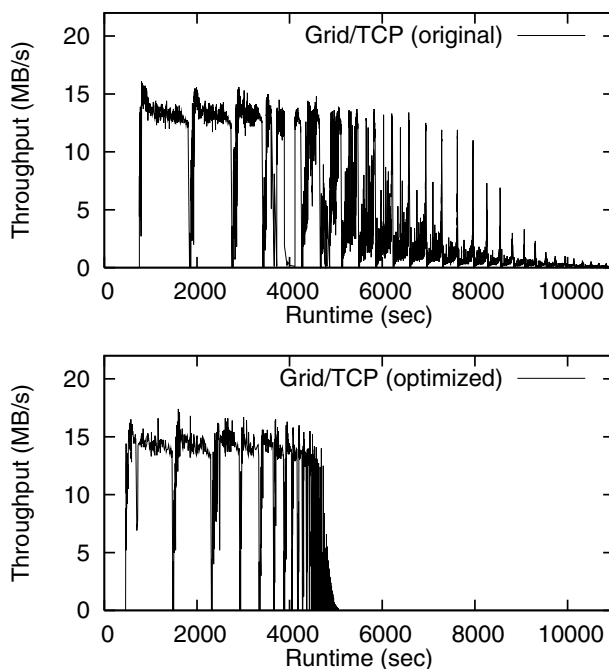 20
15
10
5
0
Throughput (MB/s)
Grid/TCP (original)
0 2000 4000 6000 8000 10000
Runtime (sec)
20
15
10
5
0
Throughput (MB/s)
Grid/TCP (optimized)
0 2000 4000 6000 8000 10000
Runtime (sec)